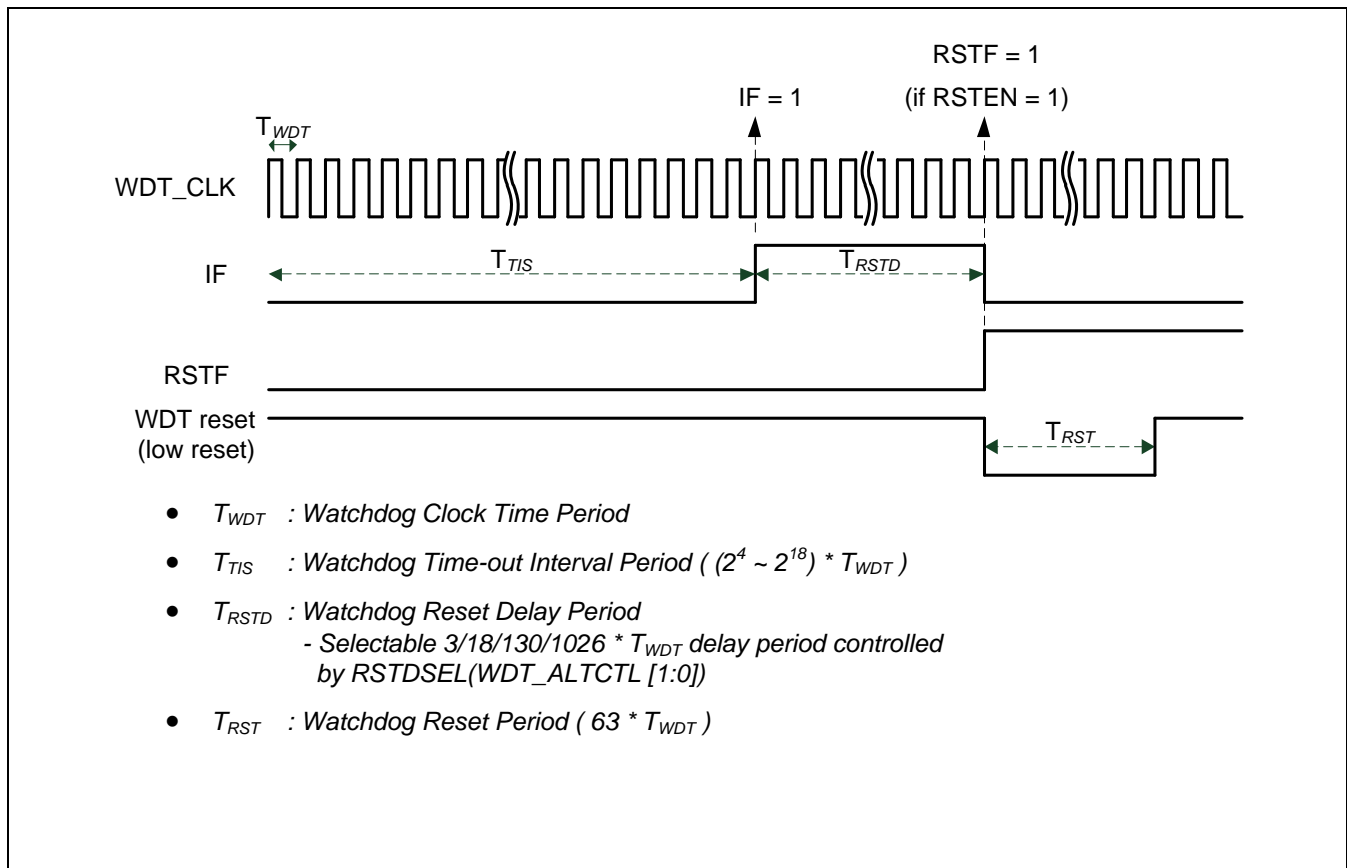 RSTF = 1
IF = 1
(if RSTEN = 1)
TWDT
WDT_CLK
IF
TTIS
TRSTD
RSTF
WDT reset
(low reset)
TRST
• TWDT : Watchdog Clock Time Period
• TTIS : Watchdog Time-out Interval Period ( (2^4 ~ 2^18) * TWDT )
• TRSTD : Watchdog Reset Delay Period
- Selectable 3/18/130/1026 * TWDT delay period controlled
by RSTDSEL(WDT_ALTCTL [1:0])
• TRST : Watchdog Reset Period ( 63 * TWDT )